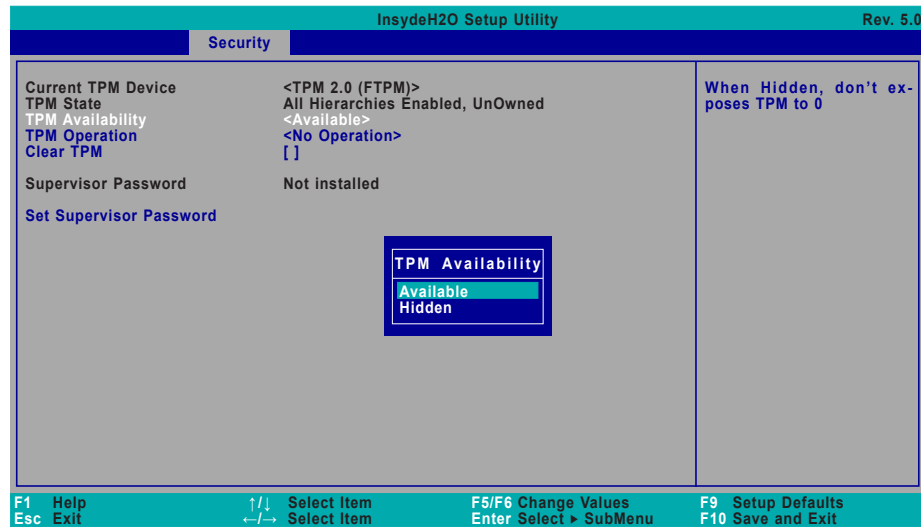 InsydeH2O Setup Utility Rev. 5.0
Security
Current TPM Device <TPM 2.0 (FTPM)>
TPM State All Hierarchies Enabled, UnOwned
TPM Availability <Available>
TPM Operation <No Operation>
Clear TPM [ ]
Supervisor Password Not installed
Set Supervisor Password
When Hidden, don't ex-
poses TPM to 0
TPM Availability
Available
Hidden
F1 Help ↑/↓ Select Item F5/F6 Change Values F9 Setup Defaults
Esc Exit ←/→ Select Item Enter Select ▸ SubMenu F10 Save and Exit